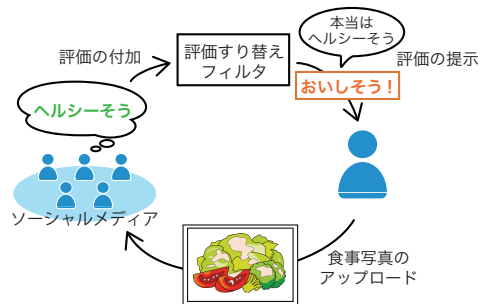 評価の付加
評価すり替え
フィルタ
本当は
ヘルシーそう
評価の提示
おいしそう！
ヘルシーそう
ソーシャルメディア
食事写真の
アップロード